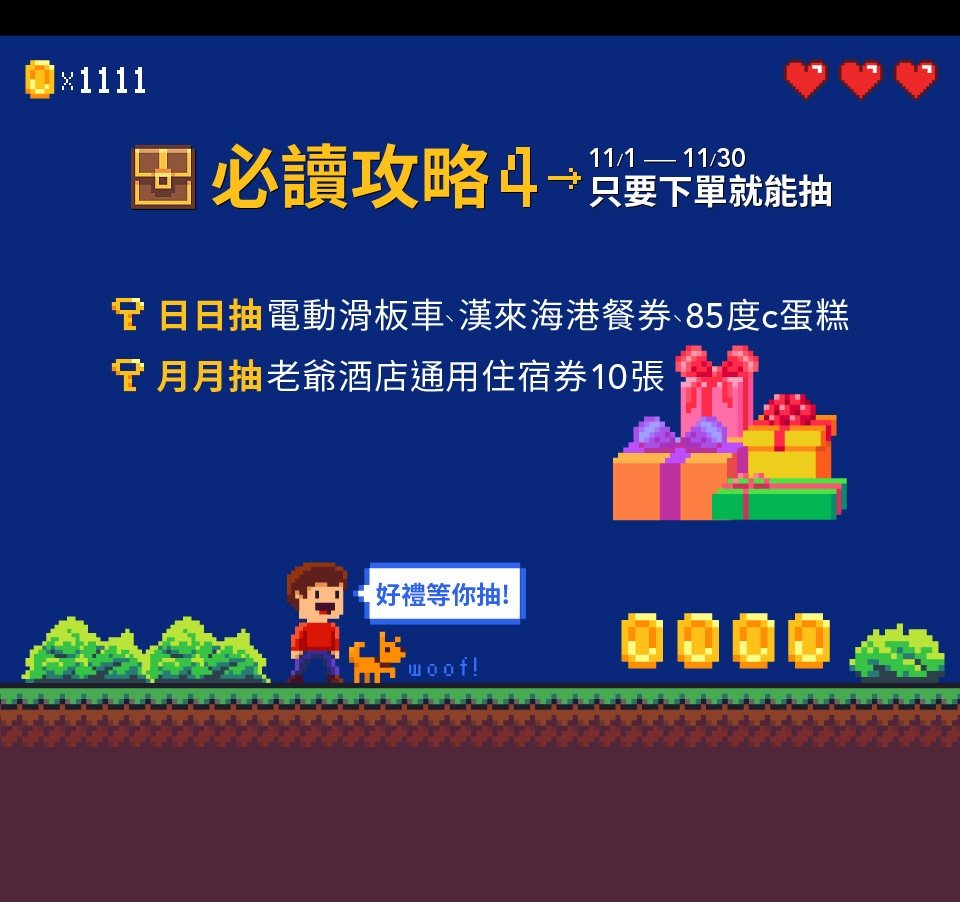 x1111
必讀攻略4→
11/1 — 11/30
只要下單就能抽
日日抽電動滑板車、漢來海港餐券、85度c蛋糕
月月抽老爺酒店通用住宿券10張
好禮等你抽!
woof!